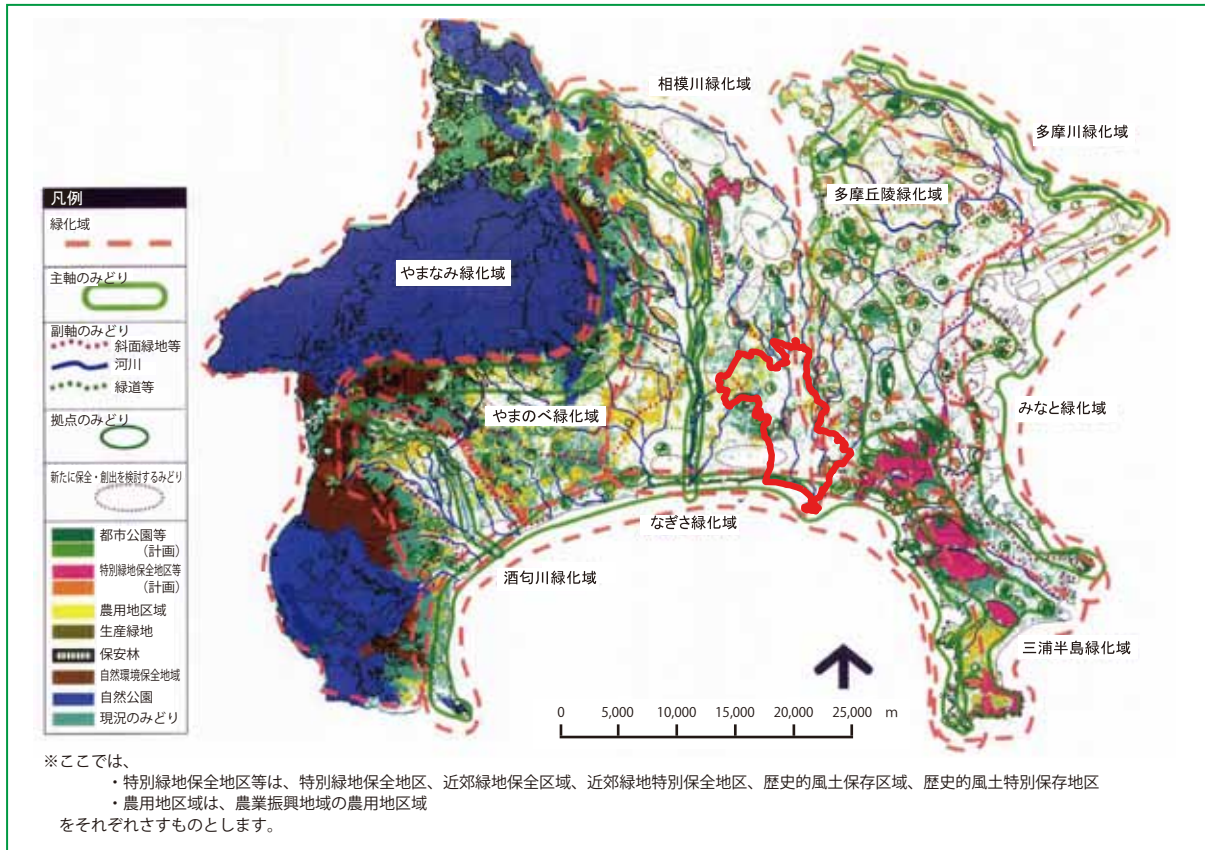 相模川緑化域
多摩川緑化域
多摩丘陵緑化域
やまなみ緑化域
やまのべ緑化域
みなと緑化域
なぎさ緑化域
酒匂川緑化域
三浦半島緑化域
凡例
緑化域
主軸のみどり
副軸のみどり
斜面緑地等
河川
緑道等
拠点のみどり
新たに保全・創出を検討するみどり
都市公園等
(計画)
特別緑地保全地区等
(計画)
農用地区域
生産緑地
保安林
自然環境保全地域
自然公園
現況のみどり
0 5,000 10,000 15,000 20,000 25,000 m
※ここでは、
・特別緑地保全地区等は、特別緑地保全地区、近郊緑地保全区域、近郊緑地特別保全地区、歴史的風土保存区域、歴史的風土特別保存地区
・農用地区域は、農業振興地域の農用地区域
をそれぞれさすものとします。